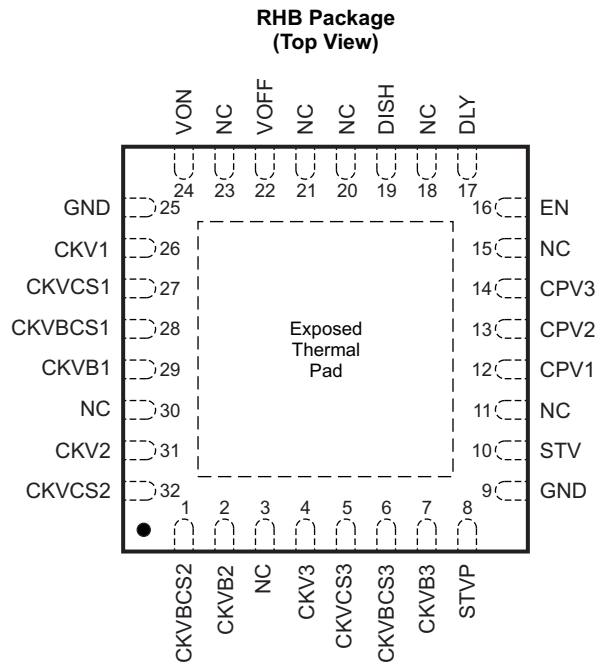 RHB Package
(Top View)
VON
NC
VOFF
NC
NC
DISH
NC
DLY
24
23
22
21
20
19
18
17
GND 25
CKV1 26
CKVCS1 27
CKVBCS1 28
CKVB1 29
NC 30
CKV2 31
CKVCS2 32
Exposed
Thermal
Pad
16 EN
15 NC
14 CPV3
13 CPV2
12 CPV1
11 NC
10 STV
9 GND
1
2
3
4
5
6
7
8
CKVBCS2
CKVB2
NC
CKV3
CKVCS3
CKVBCS3
CKVB3
STVP